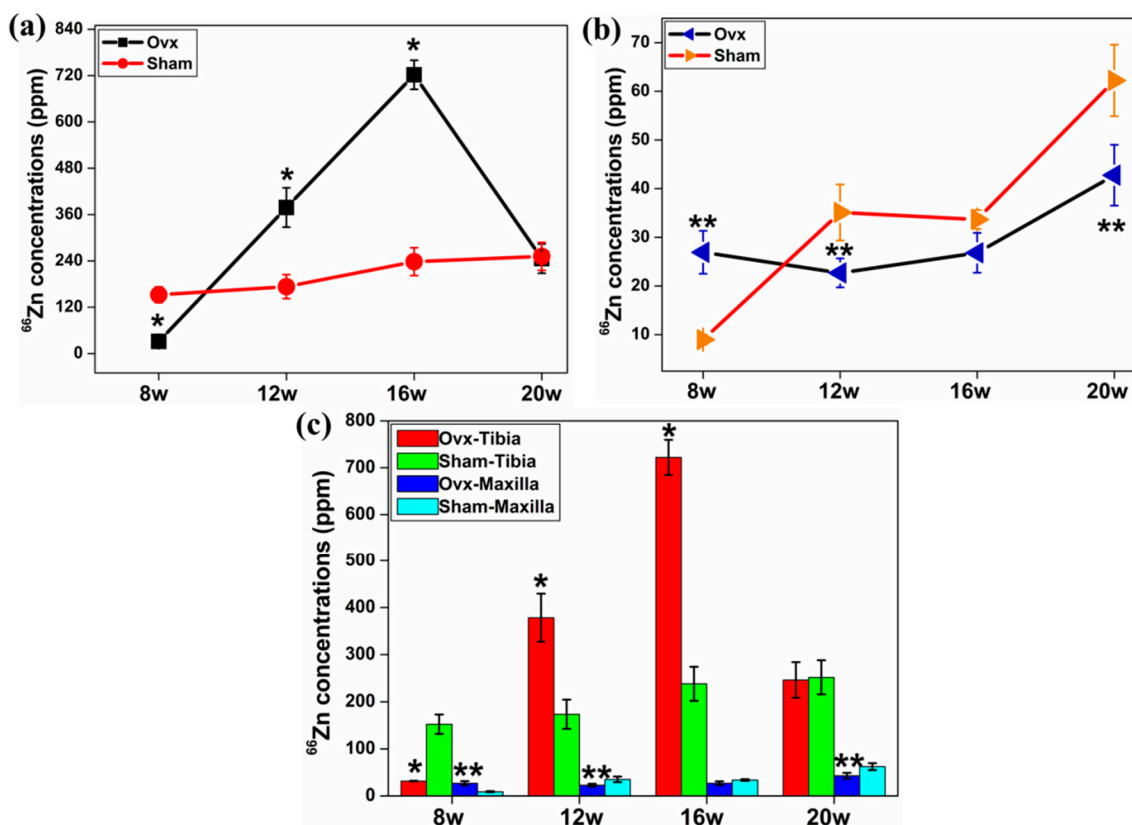 (a)
Ovx
Sham
⁶⁶Zn concentrations (ppm)
840
720
600
480
360
240
120
0
*
*
*
8w 12w 16w 20w
(b)
Ovx
Sham
⁶⁶Zn concentrations (ppm)
70
60
50
40
30
20
10
**
**
**
8w 12w 16w 20w
(c)
Ovx-Tibia
Sham-Tibia
Ovx-Maxilla
Sham-Maxilla
⁶⁶Zn concentrations (ppm)
800
700
600
500
400
300
200
100
0
*
*
*
**
**
**
8w 12w 16w 20w